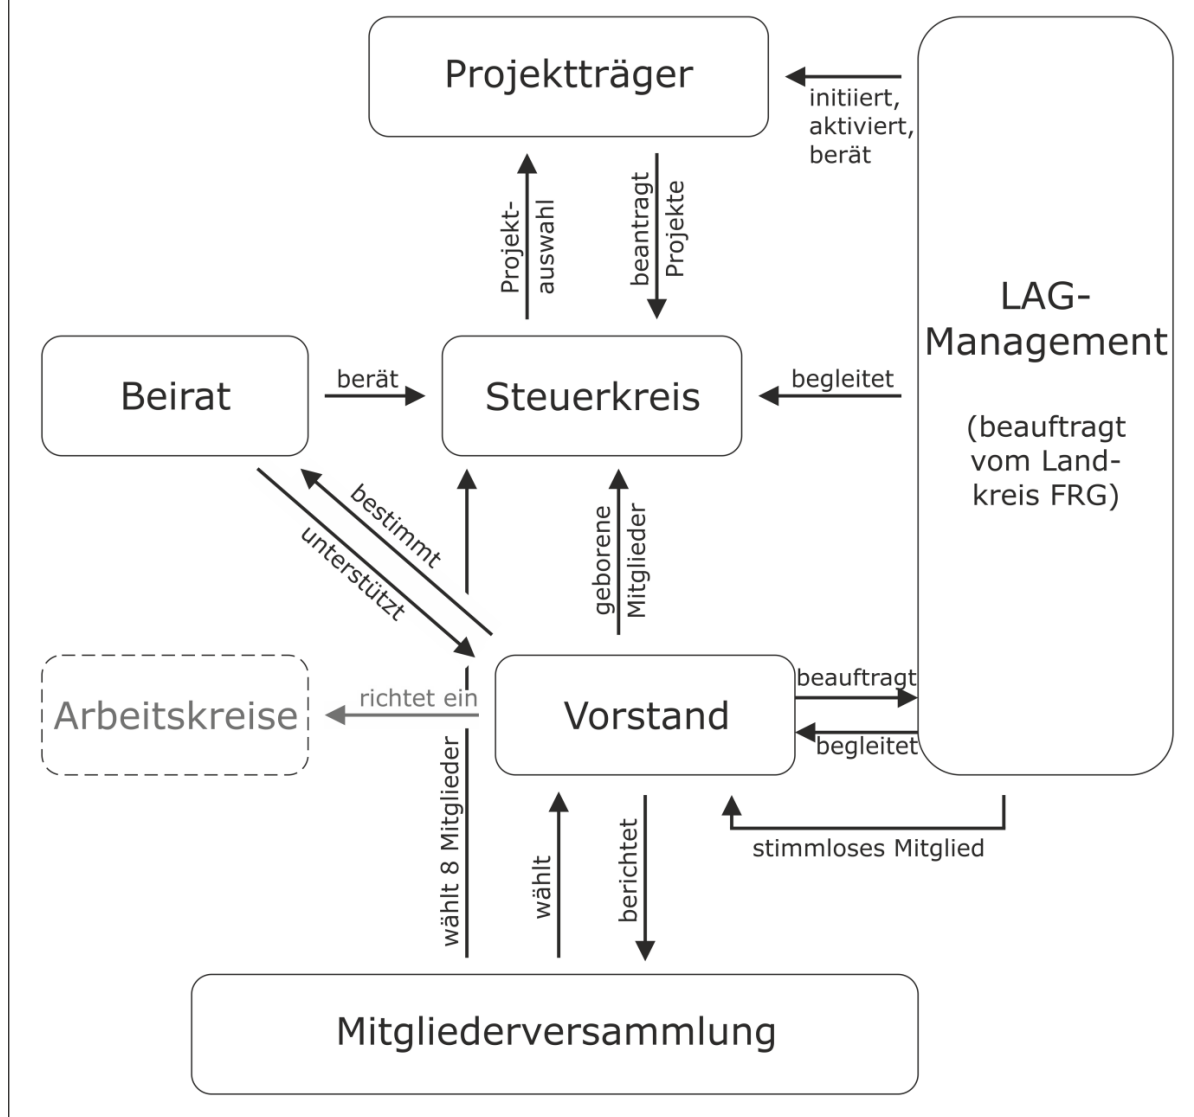 Projektträger
initiiert,
aktiviert,
berät
Projekt-
auswahl
beantragt
Projekte
LAG-
Management
(beauftragt
vom Land-
kreis FRG)
Beirat
berät
Steuerkreis
begleitet
bestimmt
unterstützt
geborene
Mitglieder
Arbeitskreise
richtet ein
Vorstand
beauftragt
begleitet
stimmloses Mitglied
wählt 8 Mitglieder
wählt
berichtet
Mitgliederversammlung